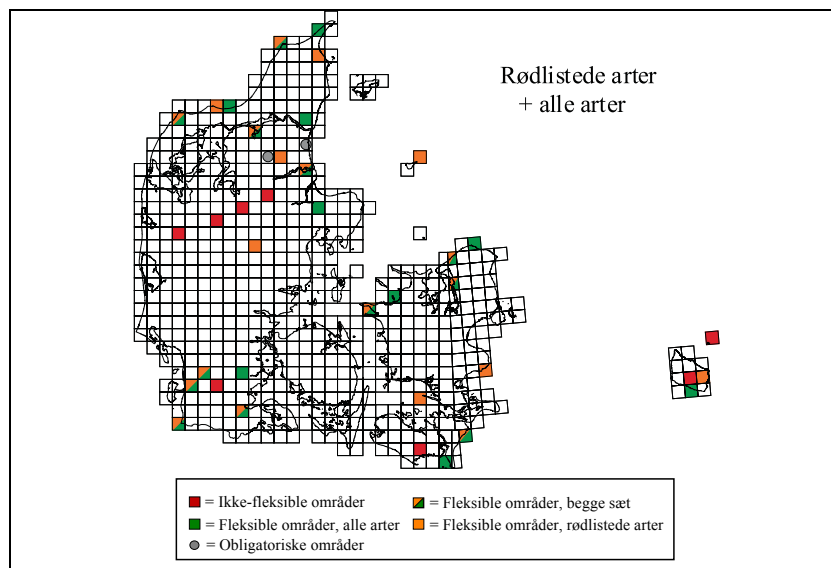 Rødlistede arter
+ alle arter
= Ikke-fleksible områder
= Fleksible områder, begge sæt
= Fleksible områder, alle arter
= Fleksible områder, rødlistede arter
= Obligatoriske områder